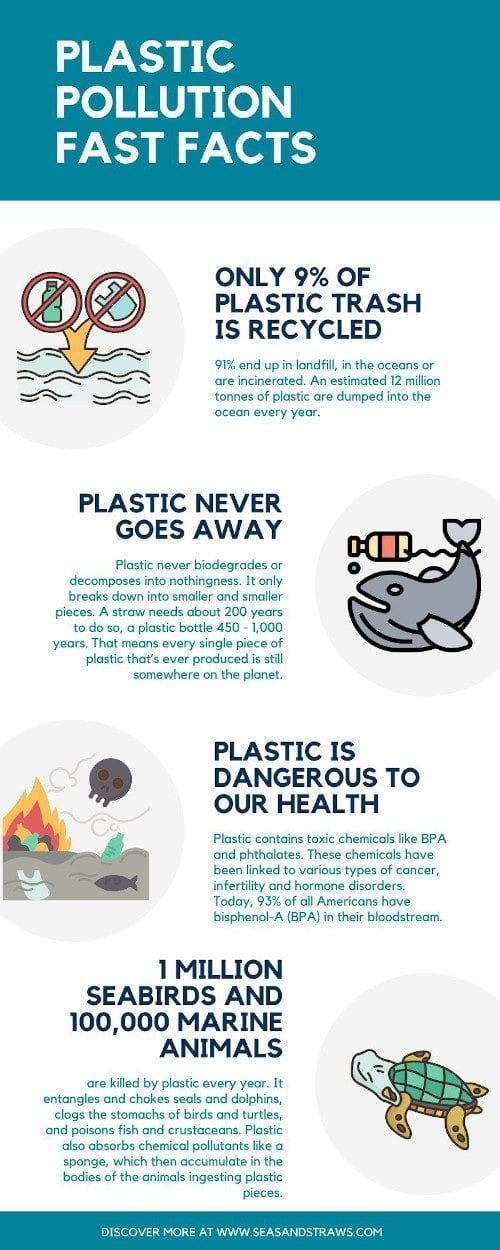 PLASTIC
POLLUTION
FAST FACTS
ONLY 9% OF
PLASTIC TRASH
IS RECYCLED
91% end up in landfill, in the oceans or
are incinerated. An estimated 12 million
tonnes of plastic are dumped into the
ocean every year.
PLASTIC NEVER
GOES AWAY
Plastic never biodegrades or
decomposes into nothingness. It only
breaks down into smaller and smaller
pieces. A straw needs about 200 years
to do so, a plastic bottle 450 - 1,000
years. That means every single piece of
plastic that's ever produced is still
somewhere on the planet.
PLASTIC IS
DANGEROUS TO
OUR HEALTH
Plastic contains toxic chemicals like BPA
and phthalates. These chemicals have
been linked to various types of cancer,
infertility and hormone disorders.
Today, 93% of all Americans have
bisphenol-A (BPA) in their bloodstream.
1 MILLION
SEABIRDS AND
100,000 MARINE
ANIMALS
are killed by plastic every year. It
entangles and chokes seals and dolphins,
clogs the stomachs of birds and turtles,
and poisons fish and crustaceans. Plastic
also absorbs chemical pollutants like a
sponge, which then accumulate in the
bodies of the animals ingesting plastic
pieces.
DISCOVER MORE AT WWW.SEASANDSTRAWS.COM